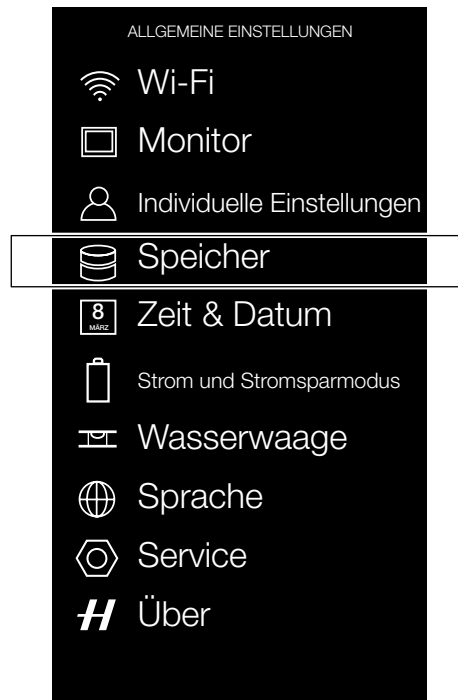 ALLGEMEINE EINSTELLUNGEN
Wi-Fi
Monitor
Individuelle Einstellungen
Speicher
8
MÄRZ
Zeit & Datum
Strom und Stromsparmodus
Wasserwaage
Sprache
Service
H
Über